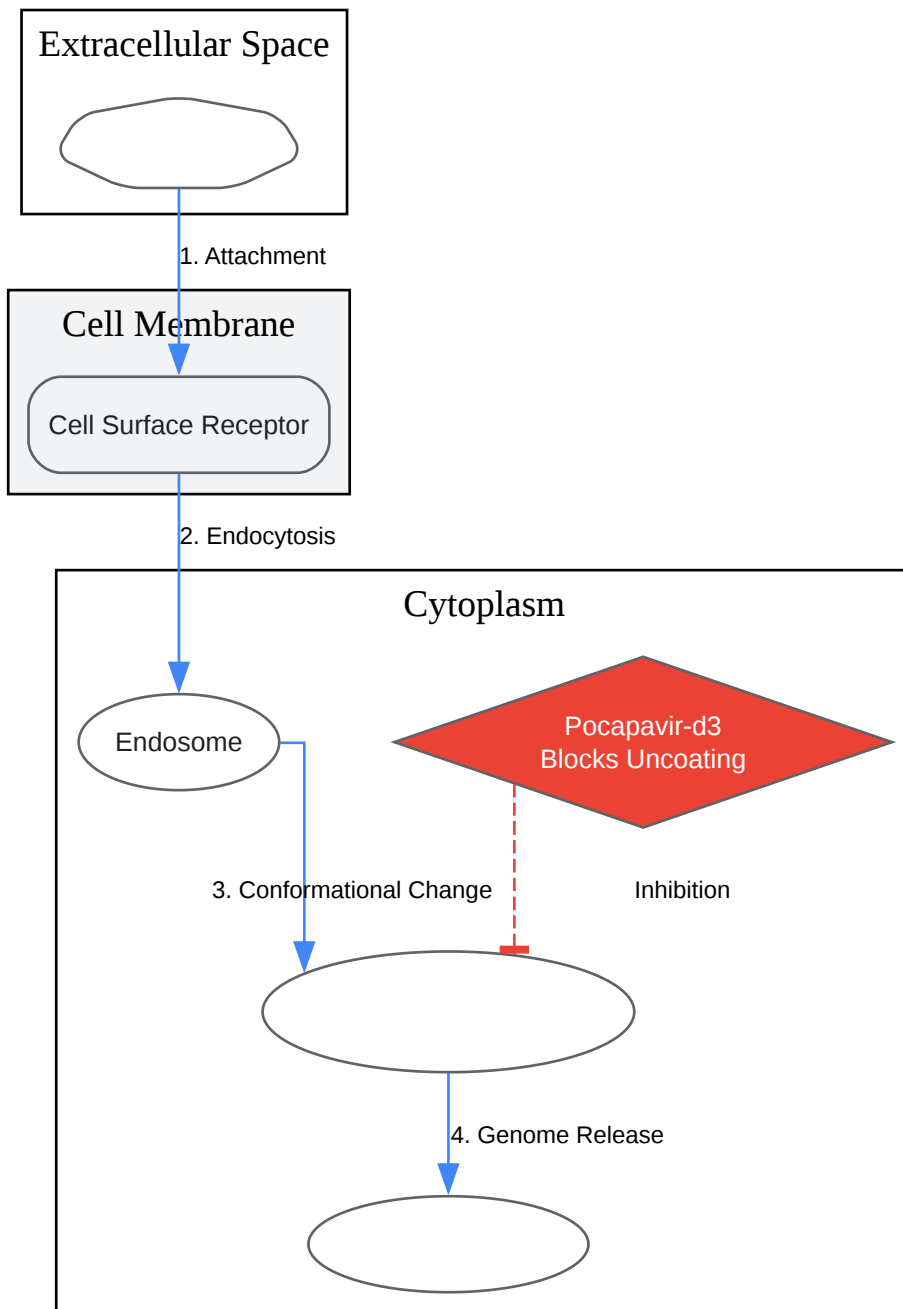 Extracellular Space
1. Attachment
Cell Membrane
Cell Surface Receptor
2. Endocytosis
Cytoplasm
Endosome
Pocapavir-d3
Blocks Uncoating
3. Conformational Change
Inhibition
4. Genome Release